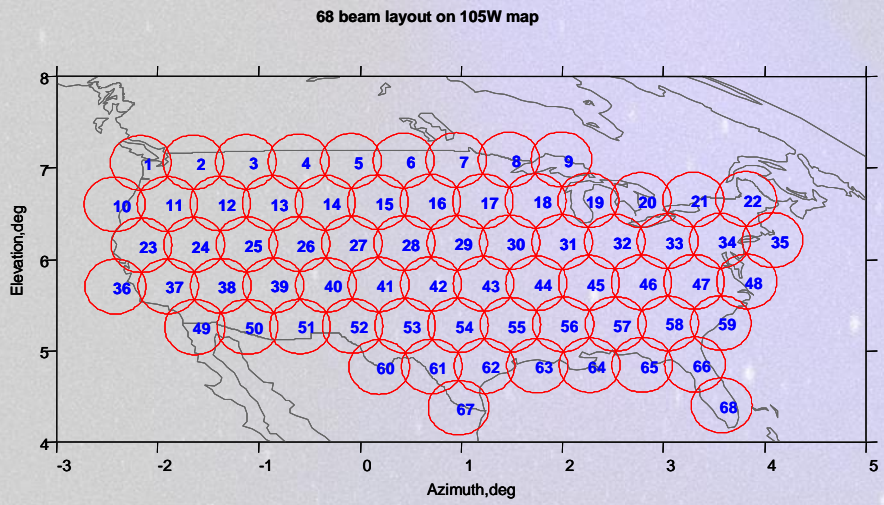 68 beam layout on 105W map
8
1 2 3 4 5 6 7 8 9
7
10 11 12 13 14 15 16 17 18 19 20 21 22
23 24 25 26 27 28 29 30 31 32 33 34 35
6
36 37 38 39 40 41 42 43 44 45 46 47 48
49 50 51 52 53 54 55 56 57 58 59
5
60 61 62 63 64 65 66
67 68
4
-3 -2 -1 0 1 2 3 4 5
Azimuth,deg
Elevation,deg